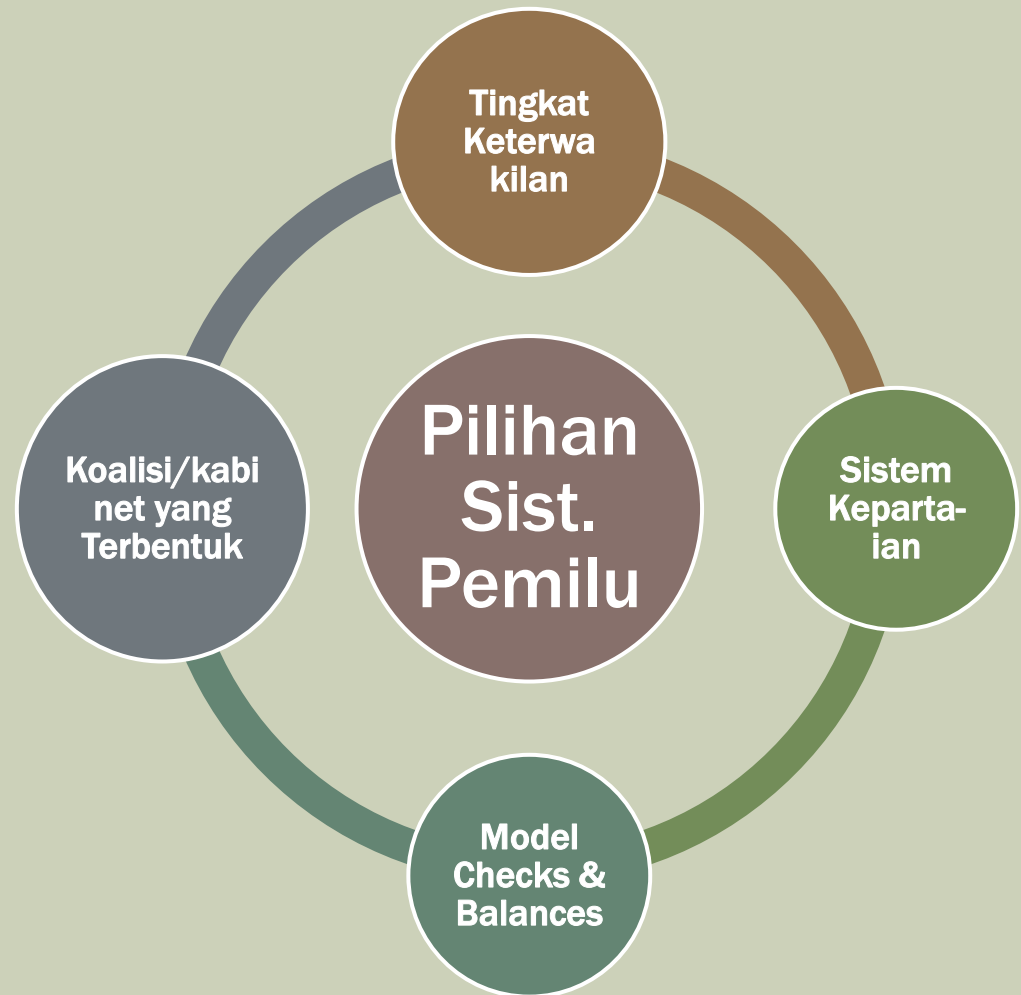 Tingkat
Keterwa
kilan
Pilihan
Sist.
Pemilu
Koalisi/kabi
net yang
Terbentuk
Sistem
Keparta-
ian
Model
Checks &
Balances